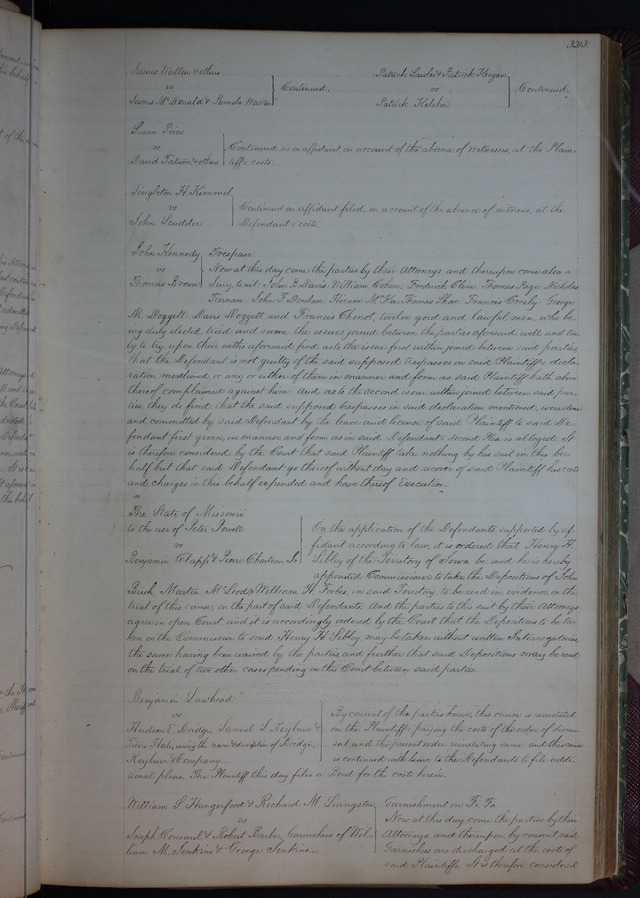 323.
James Walton & others
vs
James McDonald & Pamela Walton
Continued.
Patrick Lawler & Patrick Keegan
vs
Patrick Kelcher
Continued.
Susan Price
vs
David Tatum, & others
Continued as on affidavit on account of the absence of witnesses, at the Plain-
tiffs costs.
Singleton H. Kimmel
vs
John Scudder
Continued on affidavit filed, on account of the absence of witness, at the
Defendants costs.
John Kennedy
vs
Thomas Brown
Trespass.
Now at this day come the parties by their Attorneys and thereupon come also a
Jury, to wit: John B. Davis, William Cohen, Frederick Cline, Thomas Page, Nicholas
Tiernan, John F. Hiram Thomas Francis Crosby, George
M. Doggett, Davis Doggett and Francis Chenot, twelve good and lawful men, who be-
ing duly elected, tried and sworn the issues joined between the parties aforesaid, well and tru-
ly to try, upon their oaths aforesaid find, as to the issue first within joined between said parties
that the Defendant is not guilty of the said supposed trespasses in said Plaintiffs decla-
ration mentioned or any or either of them in manner and form as said Plaintiff hath above
thereof complained against him. And as to the second issue within joined between said par-
ties, they do find, that the said supposed trespasses in said declaration mentioned, were done
and committed by said Defendant by the leave and license of said Plaintiff to said De-
fendant first given, in manner and form as in said Defendants second Plea is alleged. It
is therefore considered by the Court that said Plaintiff take nothing by his suit in this be-
half but that said Defendant go thereof without day and recover of said Plaintiff his costs
and charges in this behalf expended and have thereof Execution.
The State of Missouri
to the use of Peter Powell
vs
Benjamin Clapp & Pierre Chouteau Jr.
On the application of the Defendants, supported by af-
fidavit according to law, it is ordered that Henry H.
Sibley of the Territory of Iowa be and he is hereby
appointed Commissioner to take the Depositions of John
Bush, Martin McLeod & William H. Forbes, in said Territory to be read in evidence on the
trial of this cause, on the part of said Defendants. And the parties to this suit by their Attorneys
agree in open Court, and it is accordingly ordered by the Court that the Depositions to be ta-
ken on the Commission to said Henry H. Sibley may be taken without written Interrogatories,
the same having been waived by the parties and further that said Depositions may be read
on the trial of two other cases pending in this Court between said parties.
Benjamin Lawhead
vs
Hudson E. Bridge, Samuel S. Rayburn &
Hale, using the name & description of Bridge,
Rayburn & Company.
By consent of the parties herein, this cause is reinstated
on the Plaintiffs paying the costs of the order of dismis-
sal and the present order reinstating same; and this cause
is continued with leave to the Defendants to file addi-
tional pleas. The Plaintiff this day files a Bond for the costs herein.
William S. Hungerford & Richard M. Livingston
vs
Joseph & Robert Barber, Garnishees of Wil-
liam M. Jenkins & George Jenkins
Garnishment on Fi. Fa.
Now at this day come the parties by their
Attorneys, and thereupon by consent said
Garnishees are discharged at the costs of
said Plaintiffs. It is therefore considered